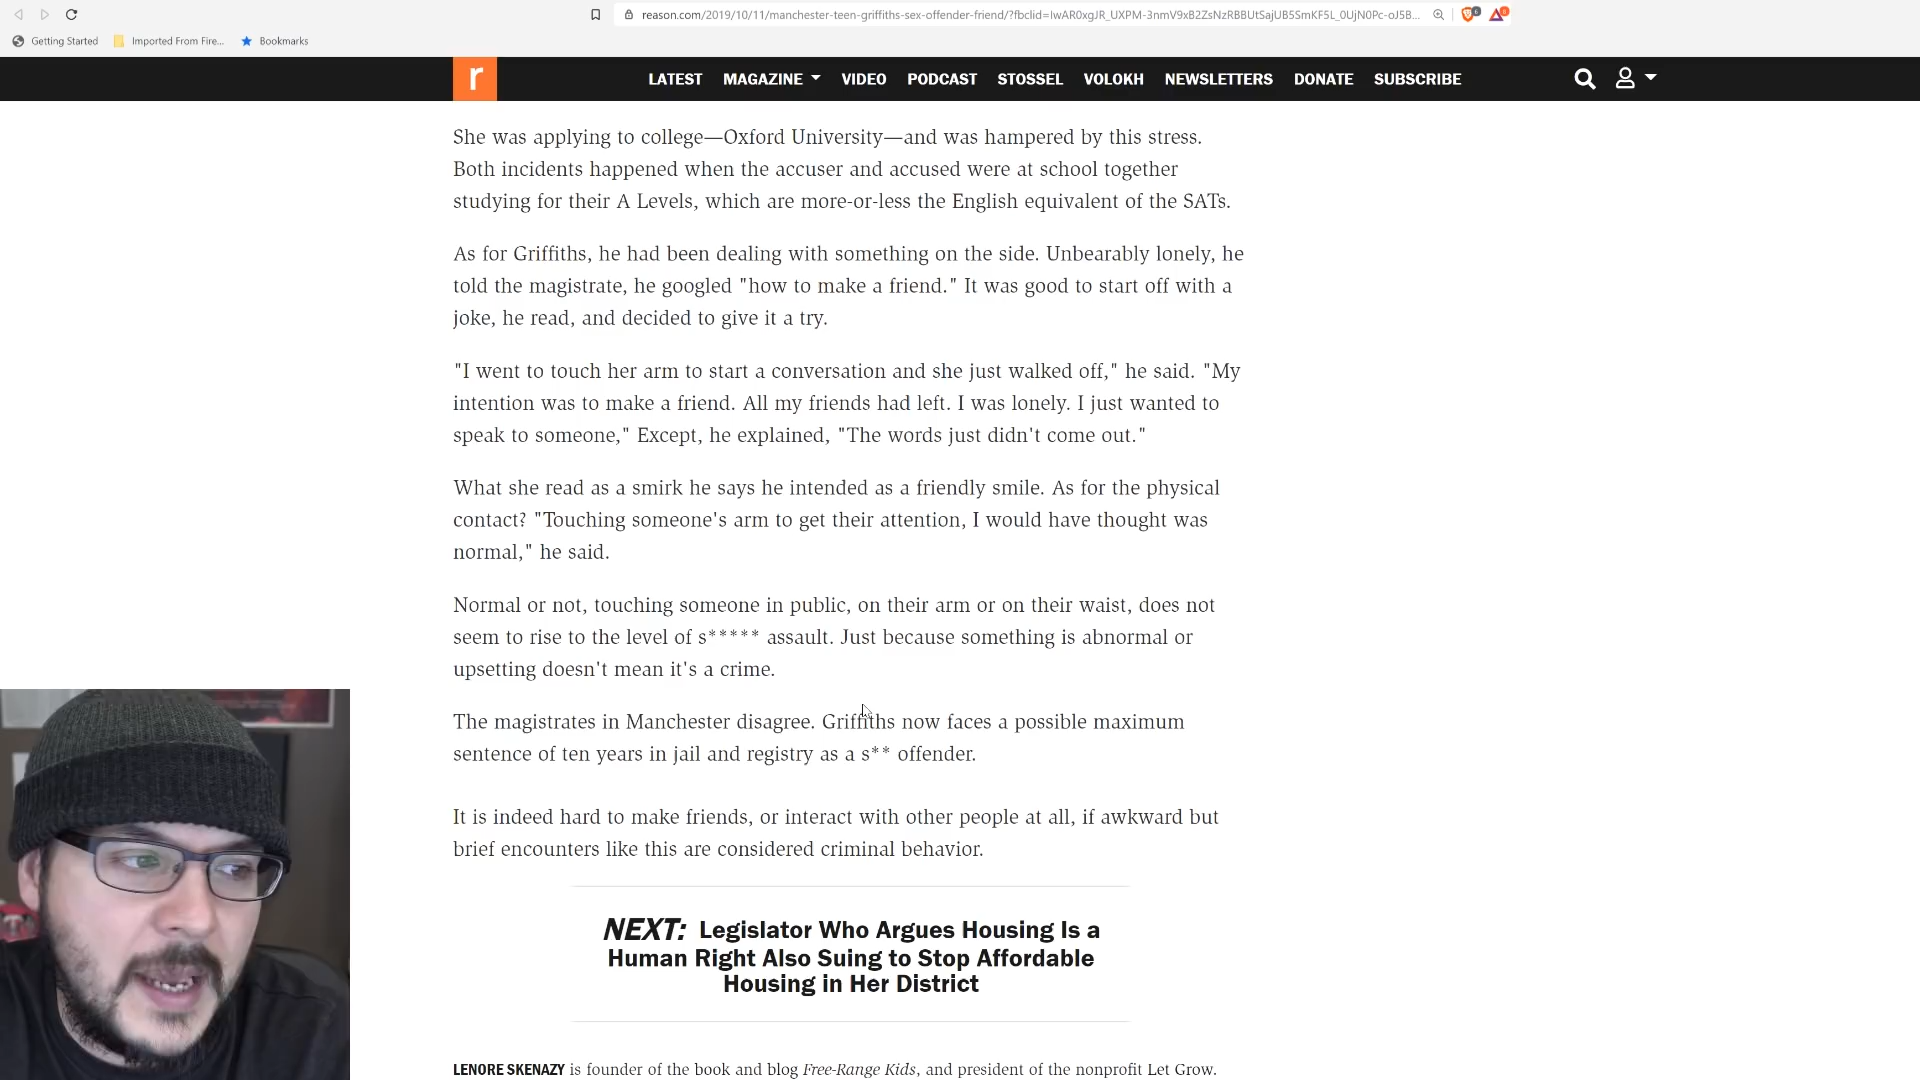 reason.com/2019/10/11/manchester-teen-griffiths-sex-offender-friend/?fbclid=IwAR0xgJR_UXPM-3nmV9xB2ZsNzRBBUtSajUB5SmKF5L_0UjN0Pc-oJ5B...
Getting Started Imported From Fire... Bookmarks
r LATEST MAGAZINE VIDEO PODCAST STOSSEL VOLOKH NEWSLETTERS DONATE SUBSCRIBE
She was applying to college—Oxford University—and was hampered by this stress.
Both incidents happened when the accuser and accused were at school together
studying for their A Levels, which are more-or-less the English equivalent of the SATs.
As for Griffiths, he had been dealing with something on the side. Unbearably lonely, he
told the magistrate, he googled "how to make a friend." It was good to start off with a
joke, he read, and decided to give it a try.
"I went to touch her arm to start a conversation and she just walked off," he said. "My
intention was to make a friend. All my friends had left. I was lonely. I just wanted to
speak to someone," Except, he explained, "The words just didn't come out."
What she read as a smirk he says he intended as a friendly smile. As for the physical
contact? "Touching someone's arm to get their attention, I would have thought was
normal," he said.
Normal or not, touching someone in public, on their arm or on their waist, does not
seem to rise to the level of s***** assault. Just because something is abnormal or
upsetting doesn't mean it's a crime.
The magistrates in Manchester disagree. Griffiths now faces a possible maximum
sentence of ten years in jail and registry as a s** offender.
It is indeed hard to make friends, or interact with other people at all, if awkward but
brief encounters like this are considered criminal behavior.
NEXT: Legislator Who Argues Housing Is a
Human Right Also Suing to Stop Affordable
Housing in Her District
LENORE SKENAZY is founder of the book and blog Free-Range Kids, and president of the nonprofit Let Grow.